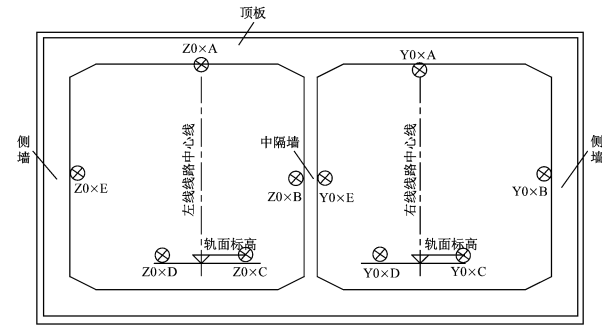 顶板
Z0×A
Y0×A
侧
墙
左线线路中心线
中隔墙
右线线路中心线
侧
墙
Z0×E
Z0×B
Y0×E
Y0×B
轨面标高
轨面标高
Z0×D
Z0×C
Y0×D
Y0×C